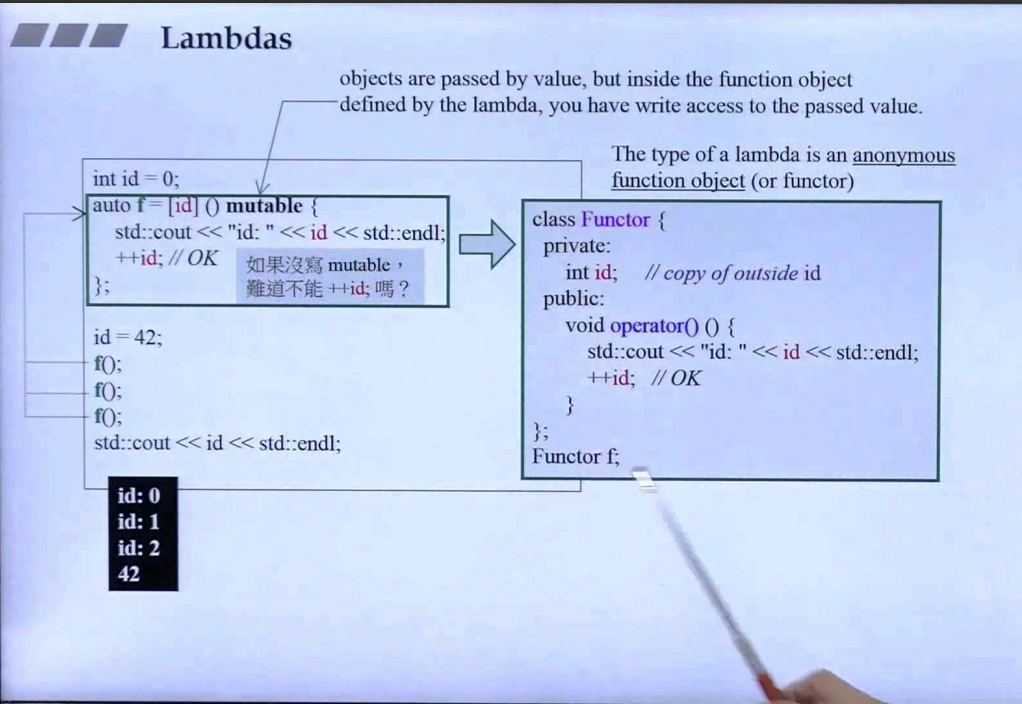 Lambdas
objects are passed by value, but inside the function object
defined by the lambda, you have write access to the passed value.
The type of a lambda is an anonymous
function object (or functor)
int id = 0;
auto f = [id] () mutable {
std::cout << "id: " << id << std::endl;
++id; // OK
};
如果沒寫 mutable，
難道不能 ++id; 嗎？
id = 42;
f();
f();
f();
std::cout << id << std::endl;
id: 0
id: 1
id: 2
42
class Functor {
private:
int id; // copy of outside id
public:
void operator() () {
std::cout << "id: " << id << std::endl;
++id; // OK
}
};
Functor f;